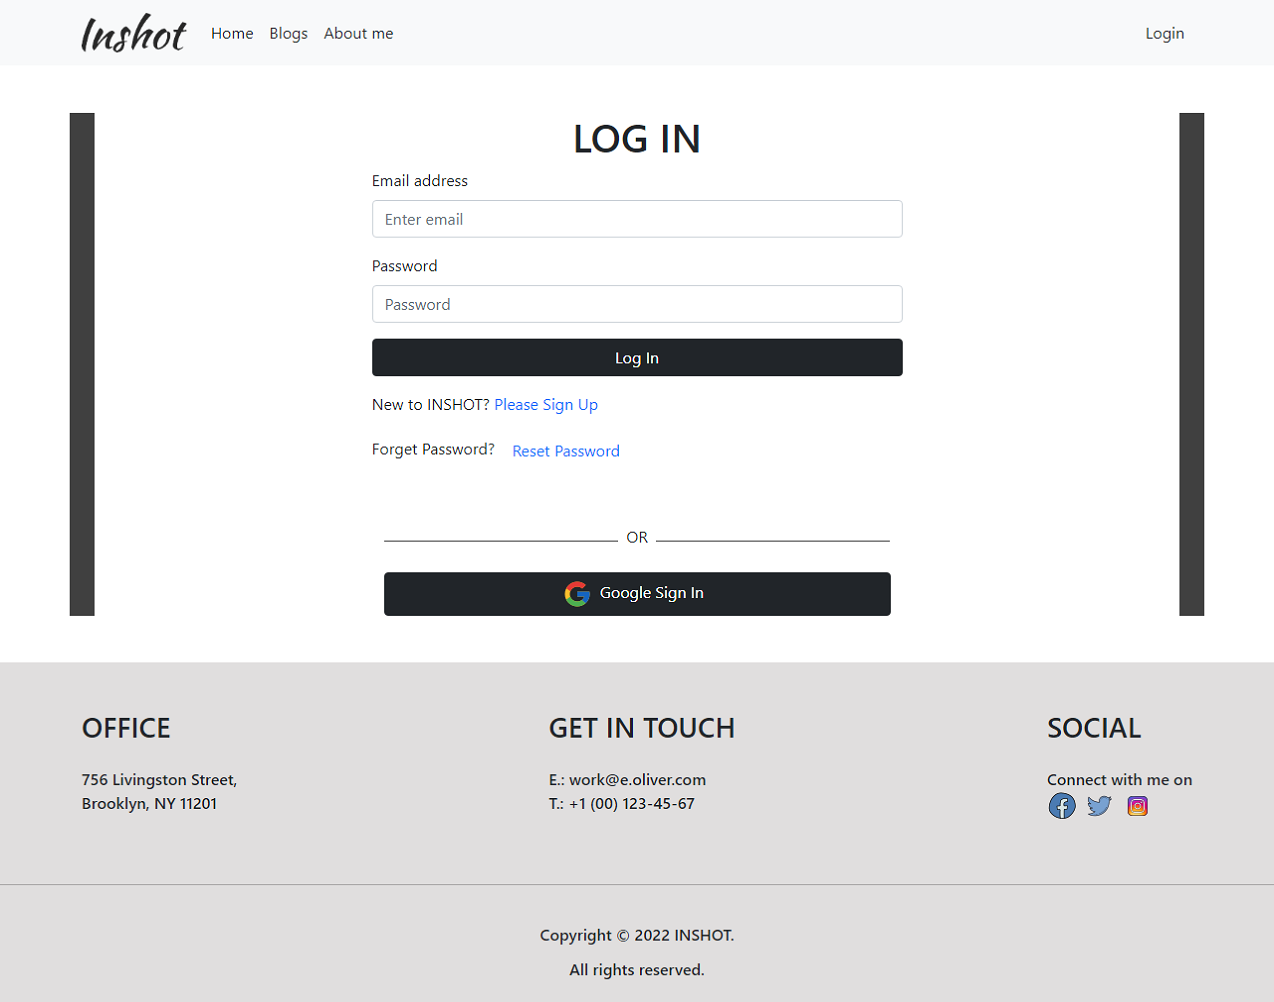 Inshot Home Blogs About me Login
LOG IN
Email address
Enter email
Password
Password
Log In
New to INSHOT? Please Sign Up
Forget Password? Reset Password
OR
Google Sign In
OFFICE
756 Livingston Street,
Brooklyn, NY 11201
GET IN TOUCH
E.: work@e.oliver.com
T.: +1 (00) 123-45-67
SOCIAL
Connect with me on
Copyright © 2022 INSHOT.
All rights reserved.